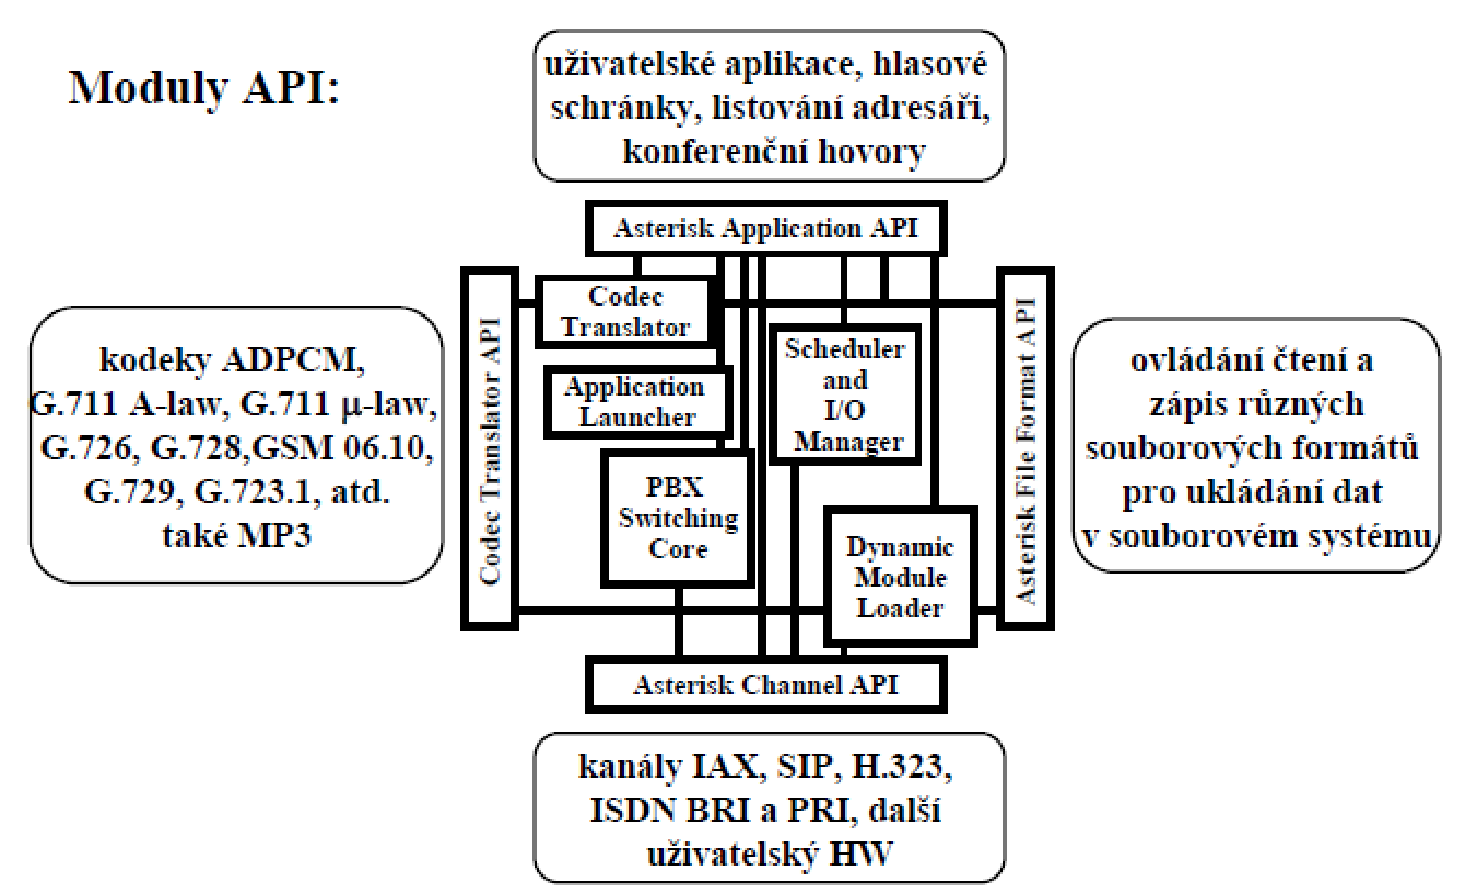 Moduly API:
uživatelské aplikace, hlasové
schránky, listování adresáři,
konferenční hovory
Asterisk Application API
Codec Translator API
Codec
Translator
Application
Launcher
PBX
Switching
Core
Scheduler
and
I/O
Manager
Dynamic
Module
Loader
Asterisk File Format API
kodeky ADPCM,
G.711 A-law, G.711 µ-law,
G.726, G.728,GSM 06.10,
G.729, G.723.1, atd.
také MP3
ovládání čtení a
zápis různých
souborových formátů
pro ukládání dat
v souborovém systému
Asterisk Channel API
kanály IAX, SIP, H.323,
ISDN BRI a PRI, další
uživatelský HW